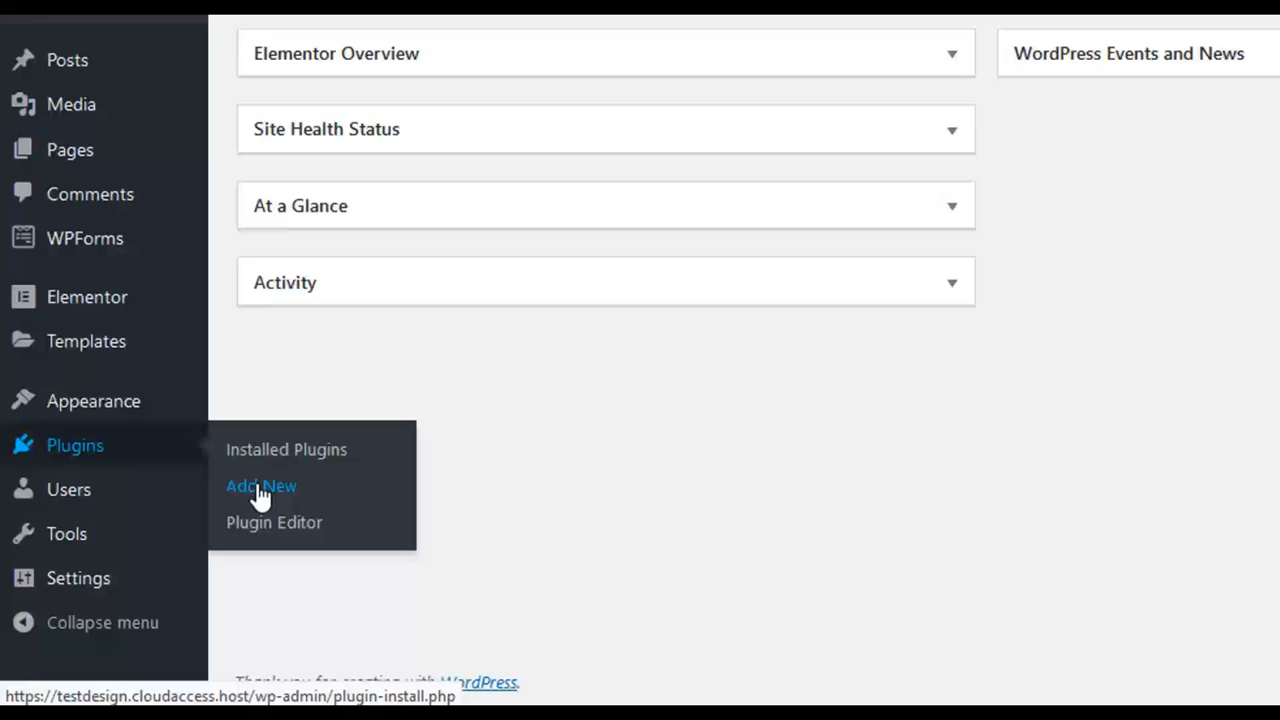 Posts
Media
Pages
Comments
WPForms
Elementor
Templates
Appearance
Plugins
Users
Tools
Settings
Collapse menu
Installed Plugins
Add New
Plugin Editor
Elementor Overview
Site Health Status
At a Glance
Activity
WordPress Events and News
Thank you for creating with WordPress.
https://testdesign.cloudaccess.host/wp-admin/plugin-install.php